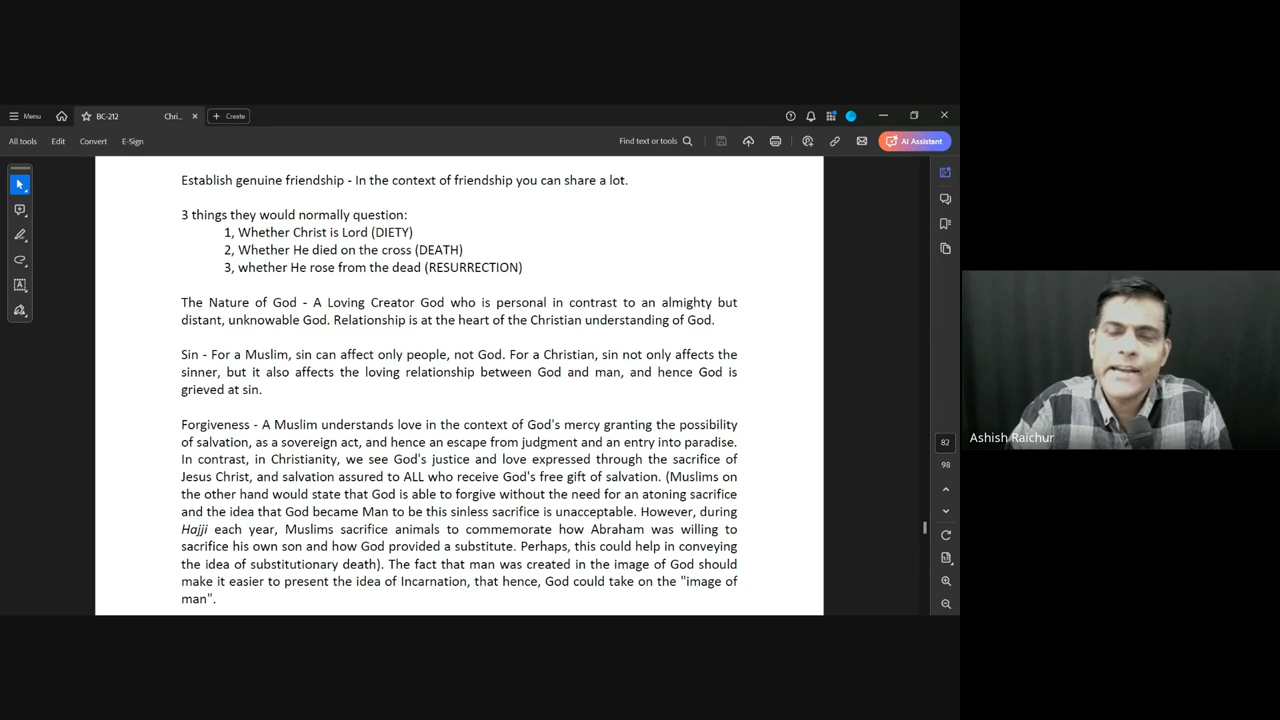 Menu
BC-212
Chri...
Create
All tools
Edit
Convert
E-Sign
Find text or tools
AI Assistant
Establish genuine friendship - In the context of friendship you can share a lot.
3 things they would normally question:
1, Whether Christ is Lord (DIETY)
2, Whether He died on the cross (DEATH)
3, whether He rose from the dead (RESURRECTION)
The Nature of God - A Loving Creator God who is personal in contrast to an almighty but
distant, unknowable God. Relationship is at the heart of the Christian understanding of God.
Sin - For a Muslim, sin can affect only people, not God. For a Christian, sin not only affects the
sinner, but it also affects the loving relationship between God and man, and hence God is
grieved at sin.
Forgiveness - A Muslim understands love in the context of God's mercy granting the possibility
of salvation, as a sovereign act, and hence an escape from judgment and an entry into paradise.
In contrast, in Christianity, we see God's justice and love expressed through the sacrifice of
Jesus Christ, and salvation assured to ALL who receive God's free gift of salvation. (Muslims on
the other hand would state that God is able to forgive without the need for an atoning sacrifice
and the idea that God became Man to be this sinless sacrifice is unacceptable. However, during
Hajji each year, Muslims sacrifice animals to commemorate how Abraham was willing to
sacrifice his own son and how God provided a substitute. Perhaps, this could help in conveying
the idea of substitutionary death). The fact that man was created in the image of God should
make it easier to present the idea of Incarnation, that hence, God could take on the "image of
man".
82
98
Ashish Raichur